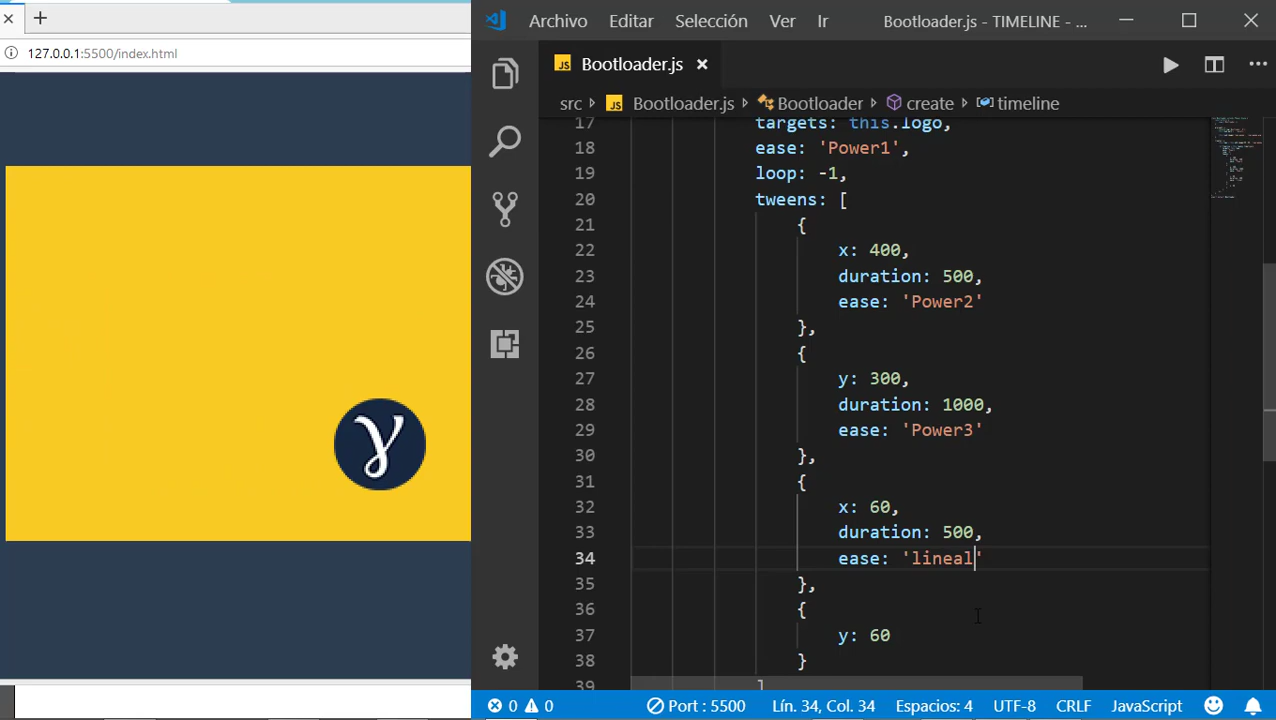 127.0.0.1:5500/index.html
γ
Archivo Editar Selección Ver Ir Bootloader.js - TIMELINE - ...
Bootloader.js
src > Bootloader.js > Bootloader > create > timeline
17 targets: this.logo,
18 ease: 'Power1',
19 loop: -1,
20 tweens: [
21 {
22 x: 400,
23 duration: 500,
24 ease: 'Power2'
25 },
26 {
27 y: 300,
28 duration: 1000,
29 ease: 'Power3'
30 },
31 {
32 x: 60,
33 duration: 500,
34 ease: 'lineal'
35 },
36 {
37 y: 60
38 }
39 ]
0 0 Port : 5500 Lín. 34, Col. 34 Espacios: 4 UTF-8 CRLF JavaScript